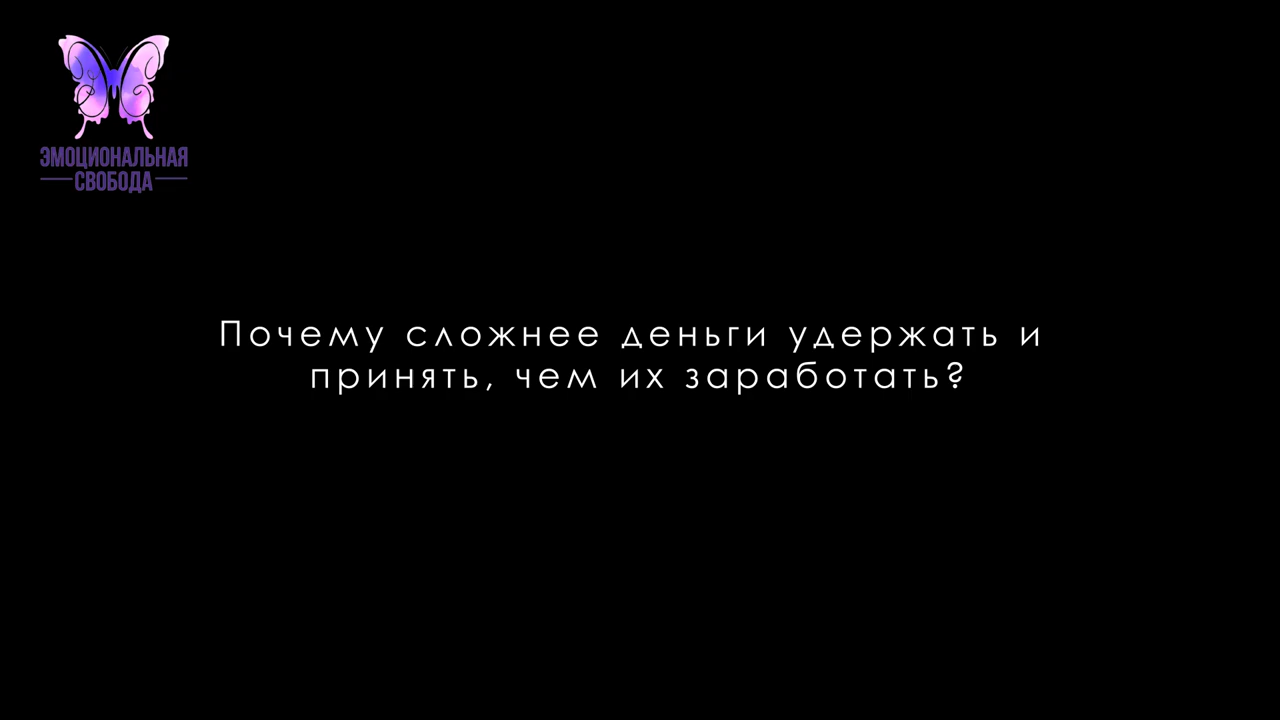 ЭМОЦИОНАЛЬНАЯ
СВОБОДА
Почему сложнее деньги удержать и
принять, чем их заработать?